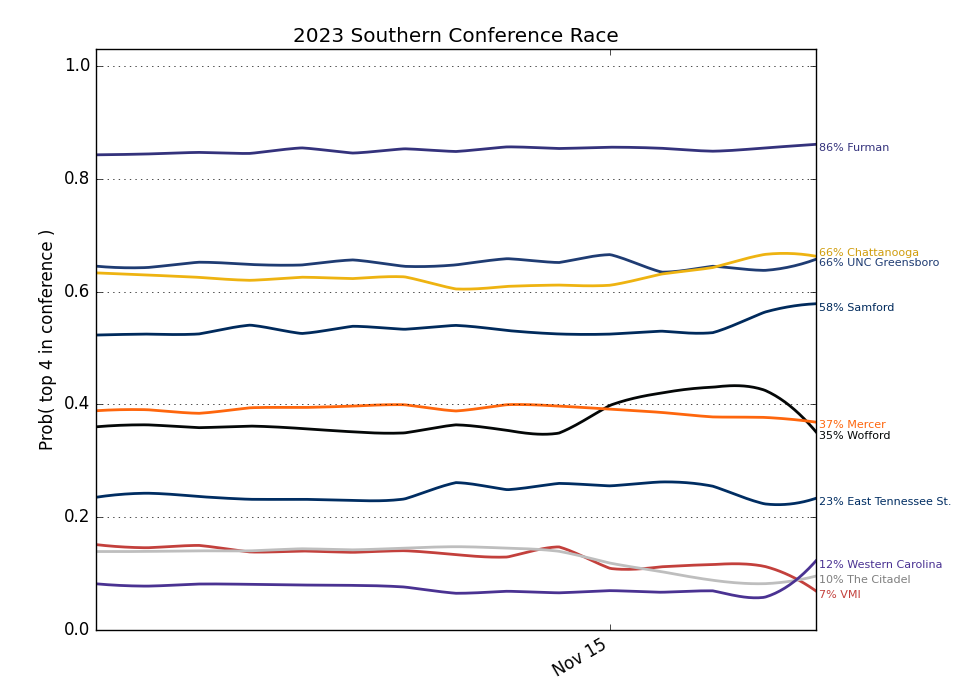 2023 Southern Conference Race
Prob( top 4 in conference )
1.0
0.8
0.6
0.4
0.2
0.0
Nov 15
86% Furman
66% Chattanooga
66% UNC Greensboro
58% Samford
37% Mercer
35% Wofford
23% East Tennessee St.
12% Western Carolina
10% The Citadel
7% VMI